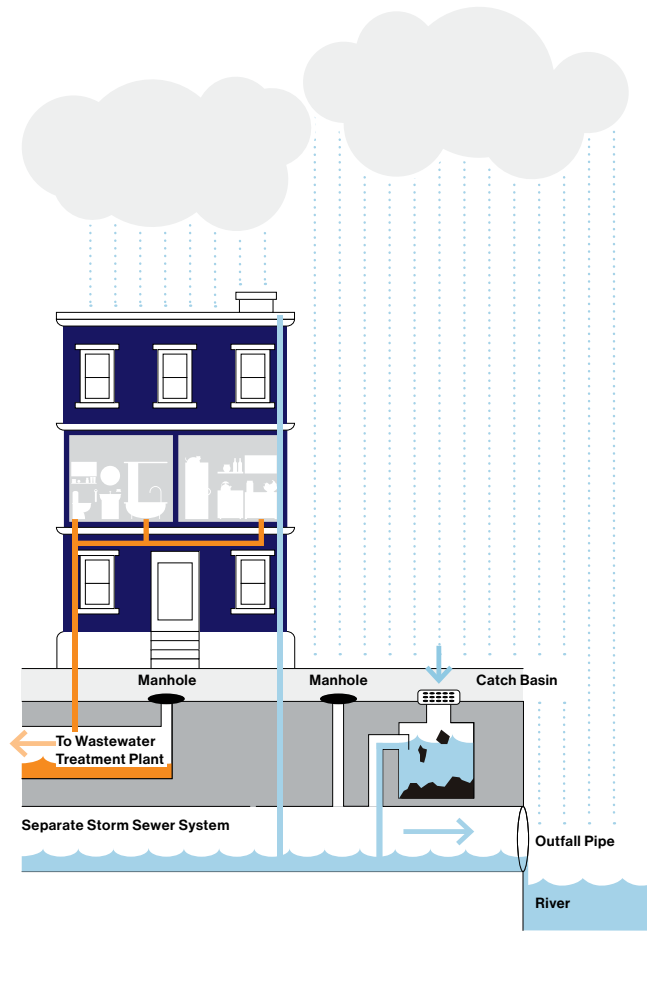 Manhole
Manhole
Catch Basin
To Wastewater
Treatment Plant
Separate Storm Sewer System
Outfall Pipe
River